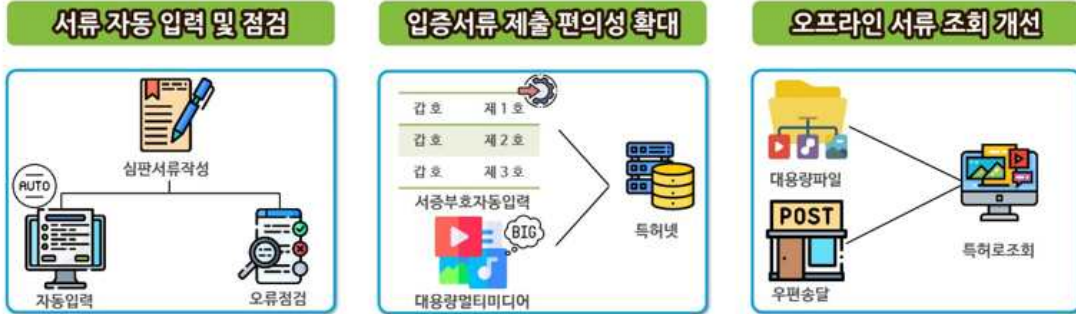 서류 자동 입력 및 점검
심판서류작성
AUTO
자동입력
오류점검
입증서류 제출 편의성 확대
갑 호 제 1 호
갑 호 제 2 호
갑 호 제 3 호
서증부호자동입력
BIG
대용량멀티미디어
특허넷
오프라인 서류 조회 개선
대용량파일
POST
우편송달
특허로조회